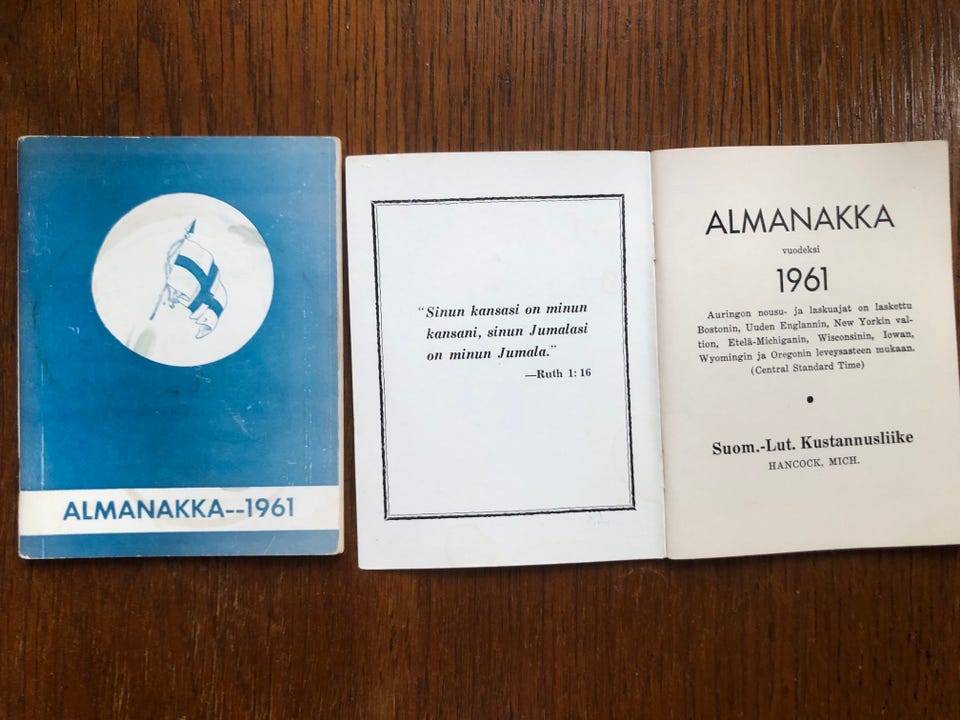 ALMANAKKA--1961
"Sinun kansasi on minun
kansani, sinun Jumalasi
on minun Jumala."
—Ruth 1: 16
ALMANAKKA
vuodeksi
1961
Auringon nousu- ja laskuajat on laskettu
Bostonin, Uuden Englannin, New Yorkin val-
tion, Etelä-Michiganin, Wisconsinin, Iowan,
Wyomingin ja Oregonin leveysasteen mukaan.
(Central Standard Time)
Suom.-Lut. Kustannusliike
HANCOCK, MICH.